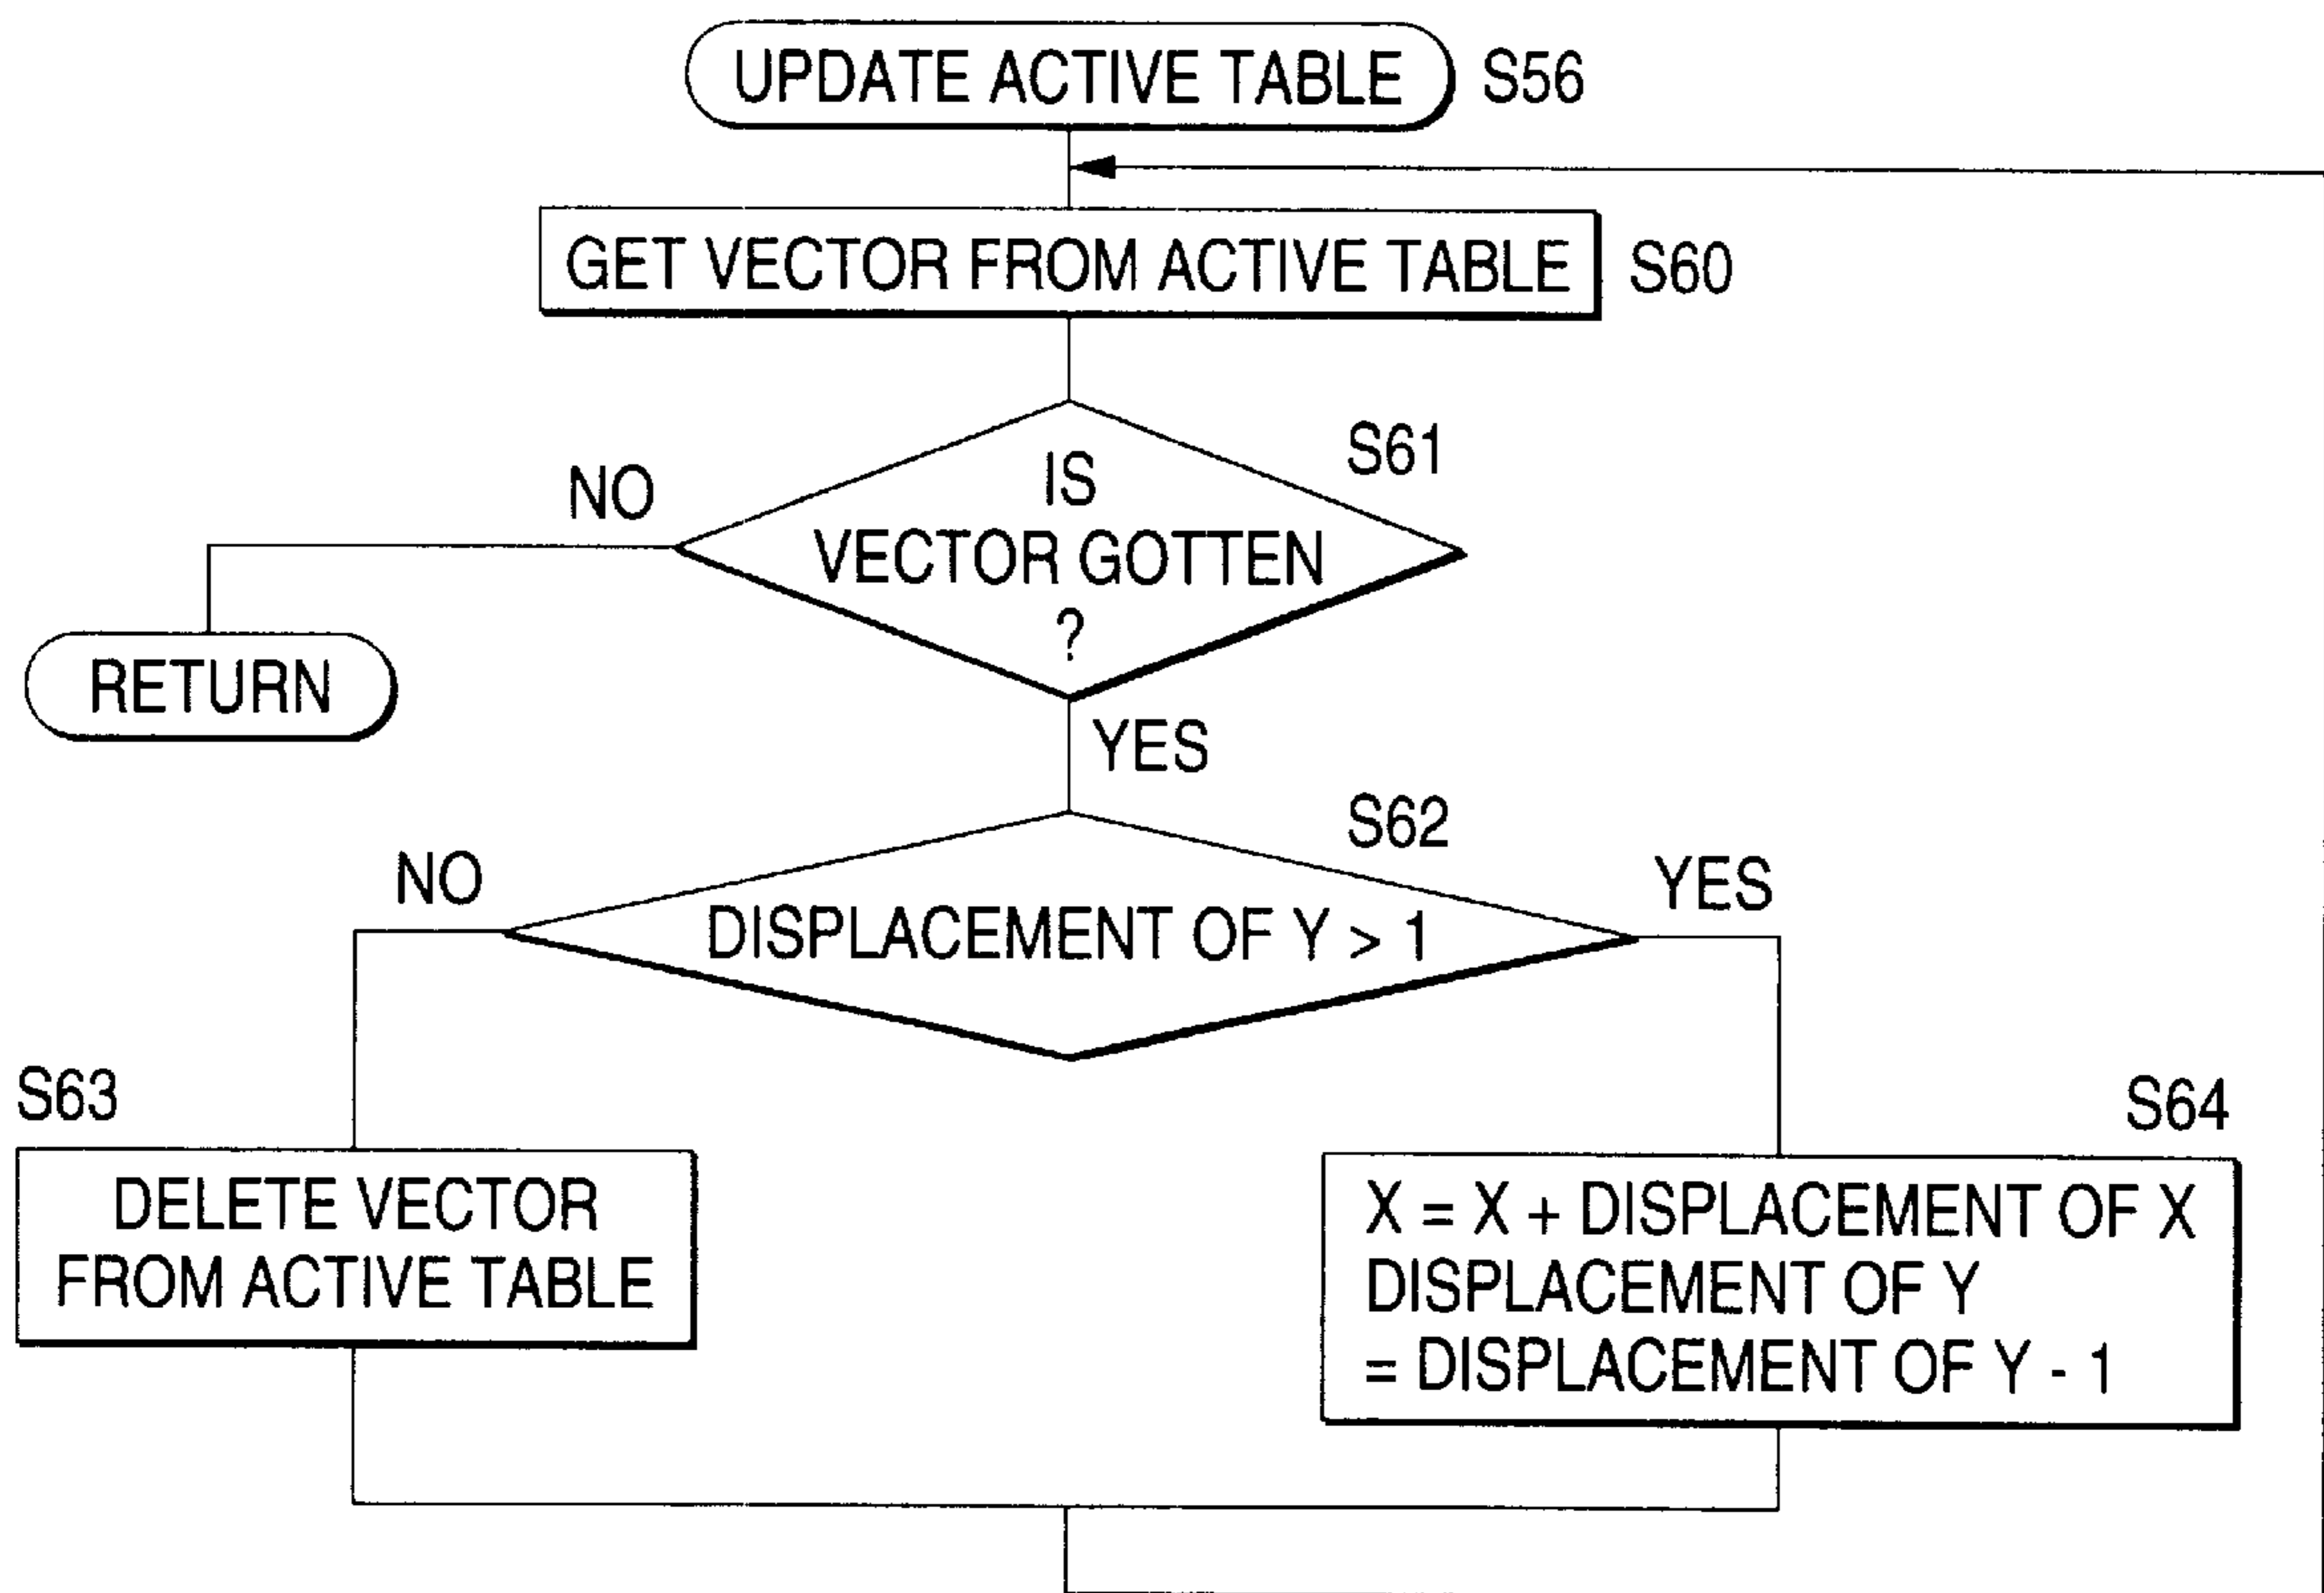 UPDATE ACTIVE TABLE S56
GET VECTOR FROM ACTIVE TABLE S60
S61
NO
IS
VECTOR GOTTEN
?
RETURN
YES
S62
NO
YES
DISPLACEMENT OF Y > 1
S63
S64
DELETE VECTOR
FROM ACTIVE TABLE
X = X + DISPLACEMENT OF X
DISPLACEMENT OF Y
= DISPLACEMENT OF Y - 1